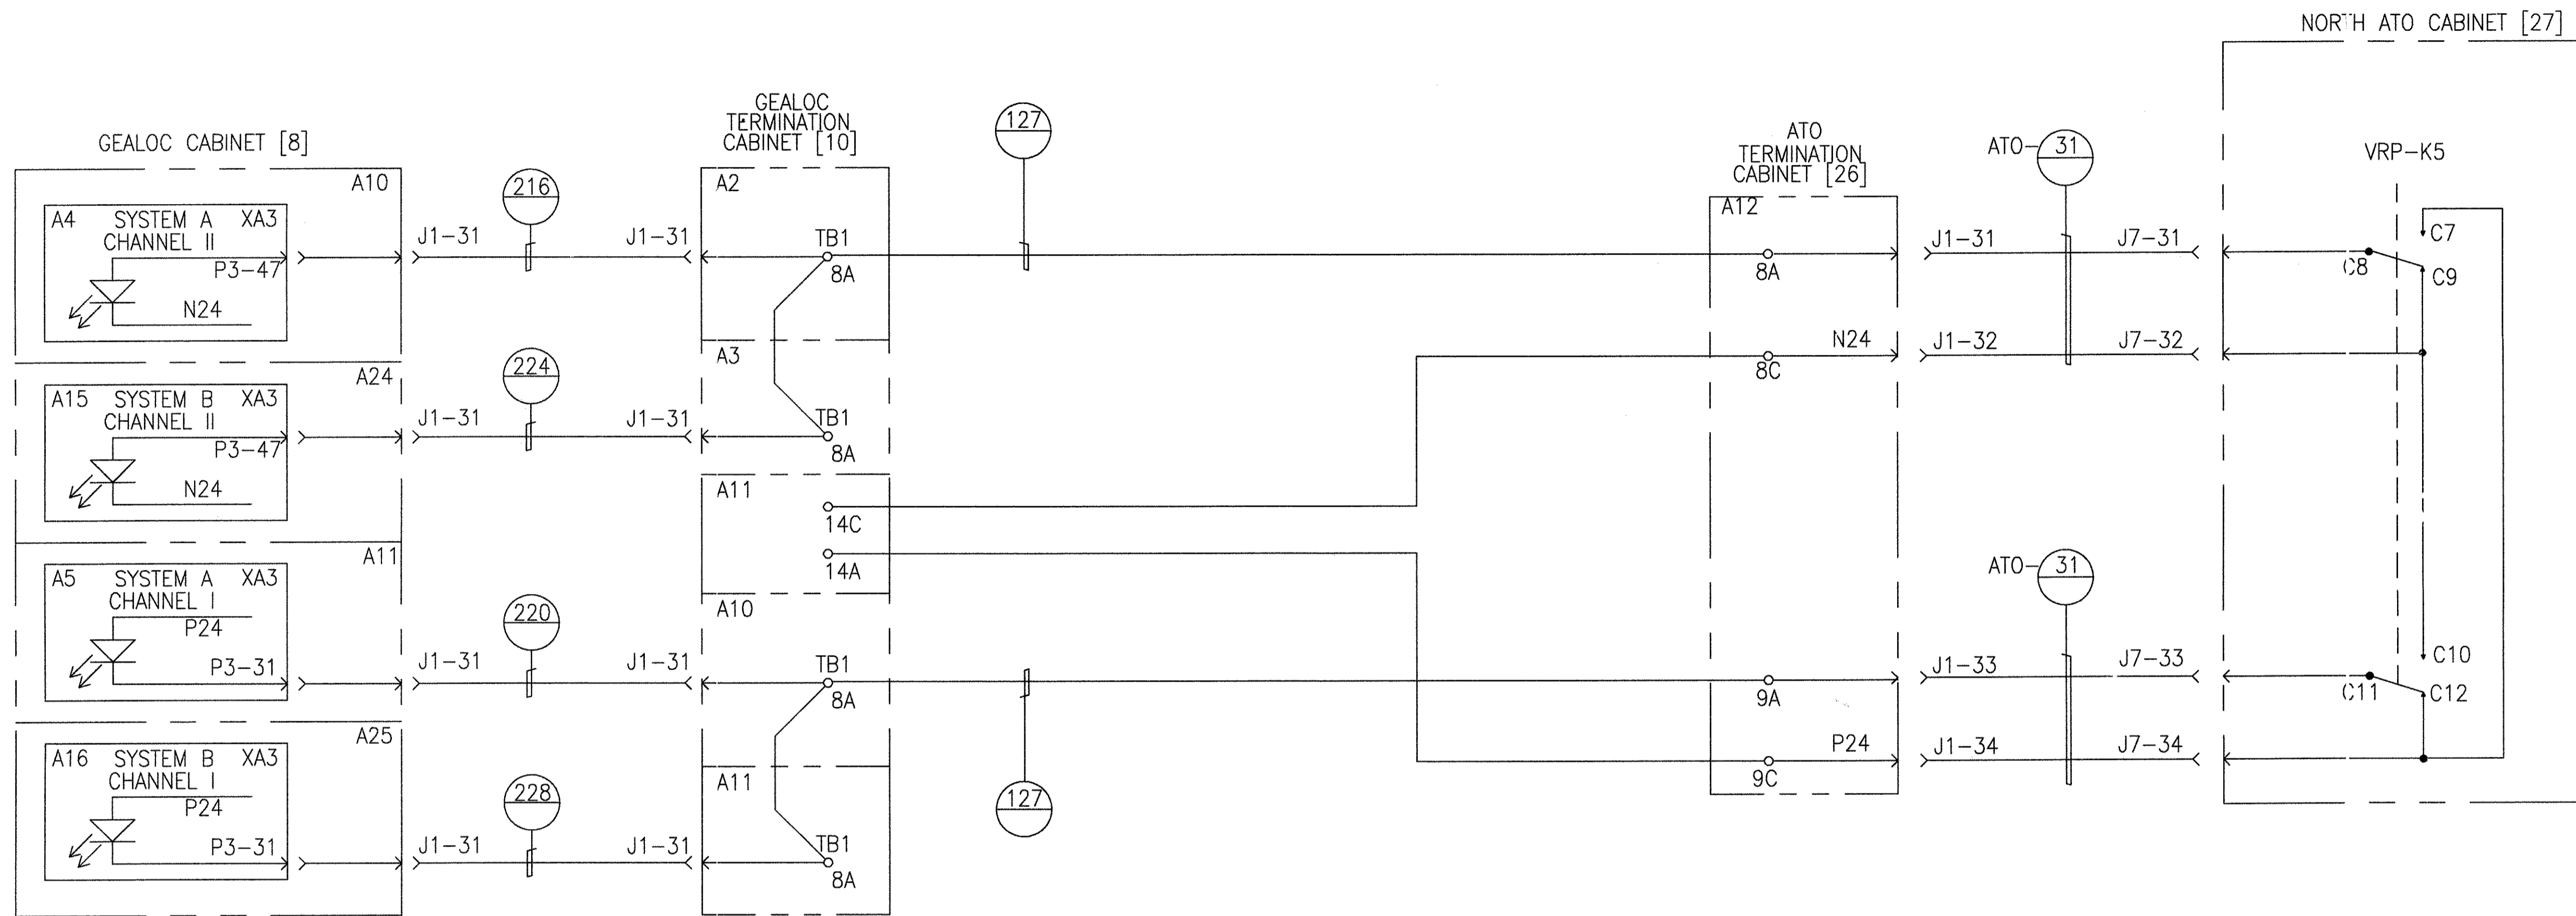 NORTH ATO CABINET [27]
GEALOC
TERMINATION
CABINET [10]
127
ATO
TERMINATION
CABINET [26]
ATO-
31
VRP-K5
GEALOC CABINET [8]
A10
A4
SYSTEM A
XA3
CHANNEL II
P3-47
N24
J1-31
216
J1-31
A2
TB1
8A
A12
8A
J1-31
J7-31
C7
C8
C9
A24
A15
SYSTEM B
XA3
CHANNEL II
P3-47
N24
J1-31
224
J1-31
A3
TB1
8A
N24
8C
J1-32
J7-32
A11
14C
14A
A11
A5
SYSTEM A
XA3
CHANNEL I
P24
P3-31
J1-31
220
J1-31
A10
TB1
8A
9A
ATO-
31
J1-33
J7-33
C10
C11
C12
A25
A16
SYSTEM B
XA3
CHANNEL I
P24
P3-31
J1-31
228
J1-31
A11
TB1
8A
127
P24
9C
J1-34
J7-34